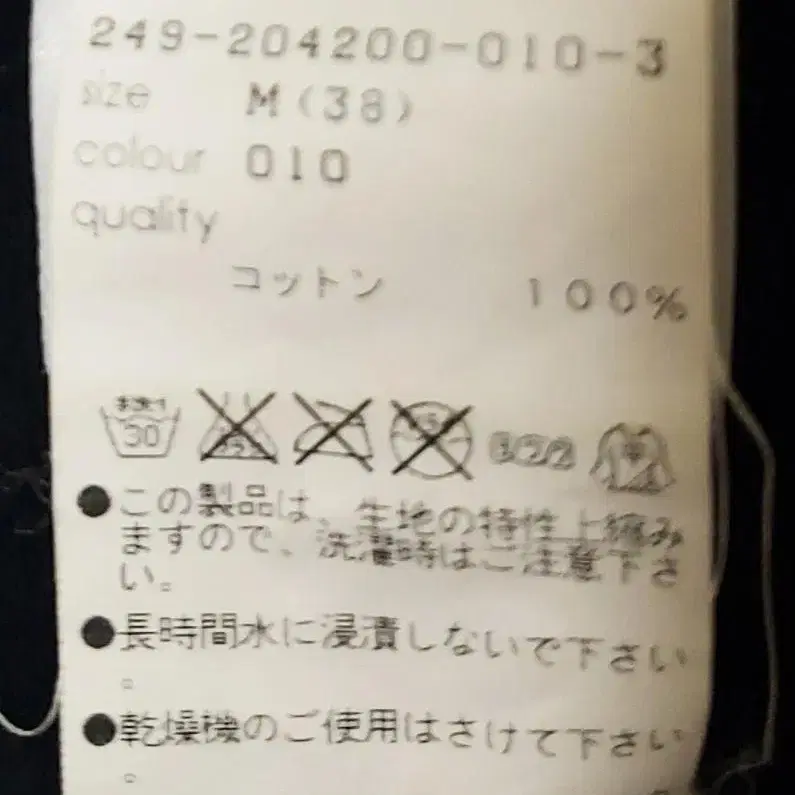 249-204200-010-3
size M(38)
colour 010
quality
コットン 100%
30
●この製品は、生地の特性上縮み
ますので、洗濯時はご注意下さ
い。
●長時間水に浸漬しないで下さい
。
●乾燥機のご使用はさけて下さい
。